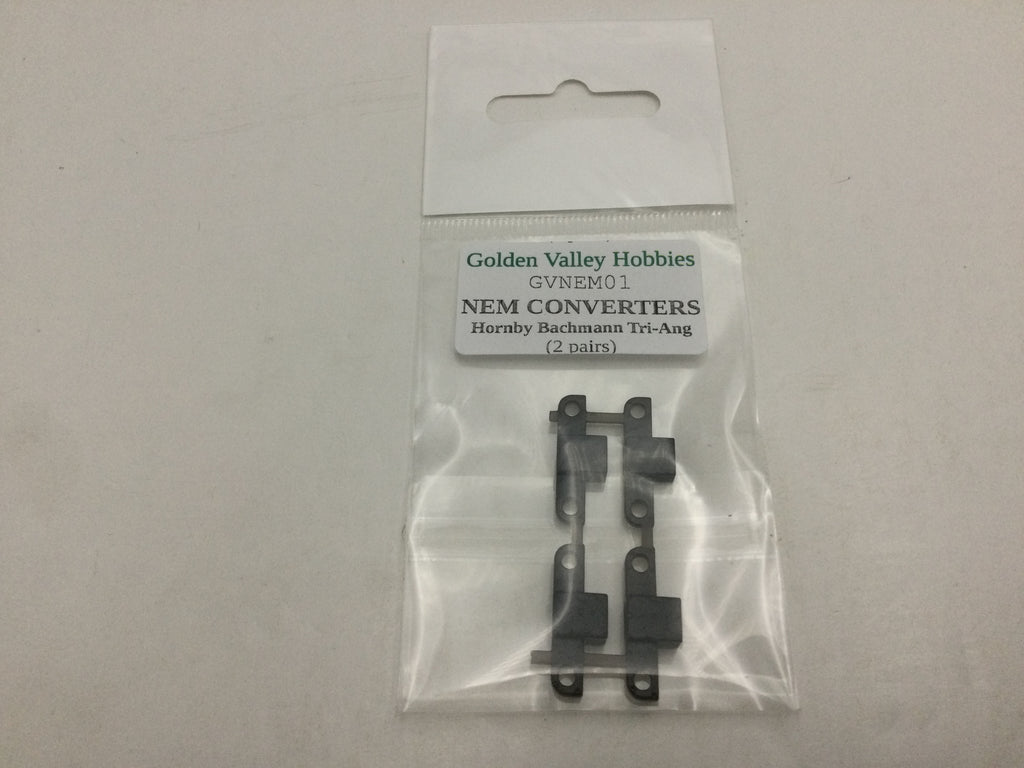 Golden Valley Hobbies
GVNEM01
NEM CONVERTERS
Hornby Bachmann Tri-Ang
(2 pairs)